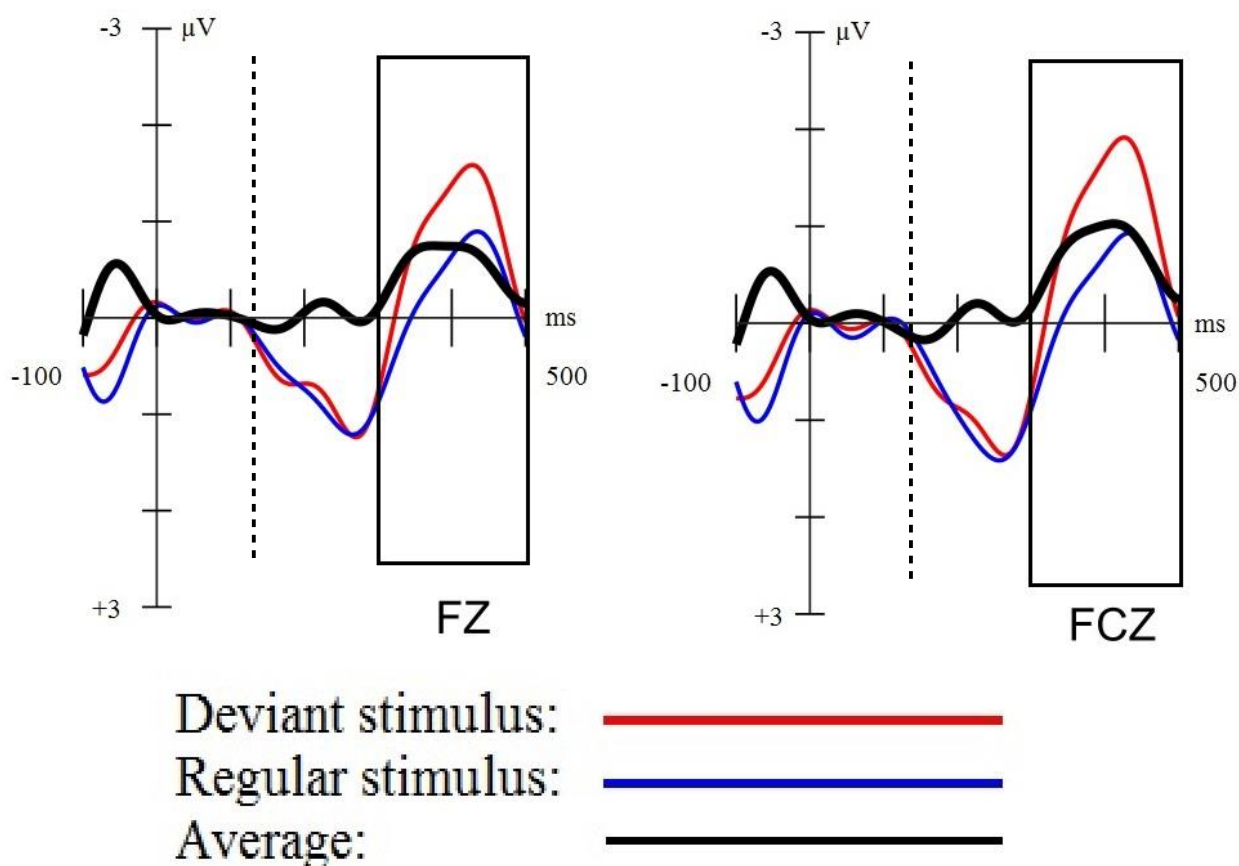 -3 µV
-3 µV
ms
ms
-100
500
-100
500
+3
+3
FZ
FCZ
Deviant stimulus:
Regular stimulus:
Average: